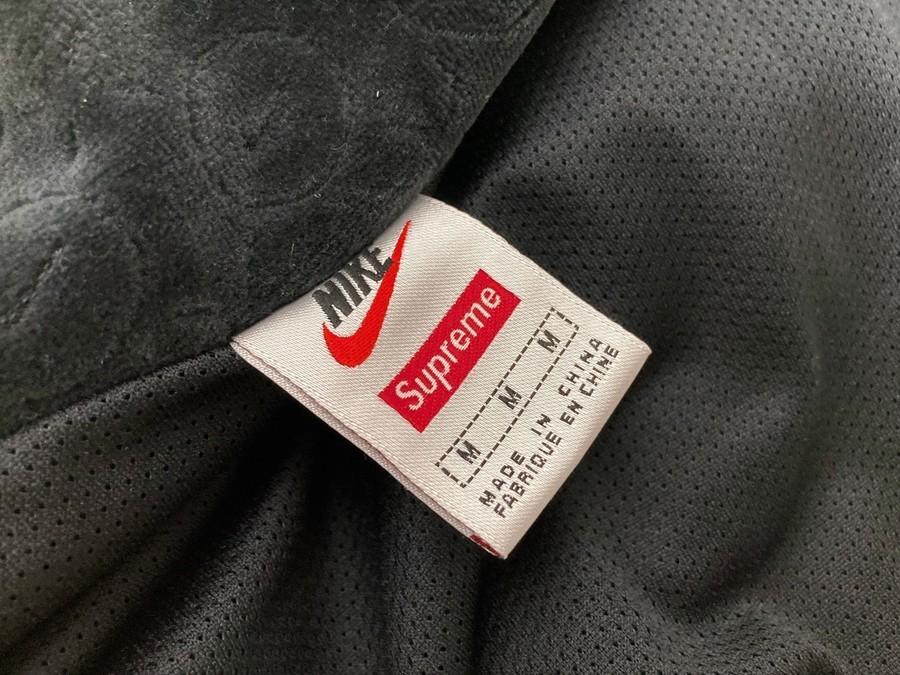 NIKE
Supreme
M M M
MADE IN CHINA
FABRIQUE EN CHINE